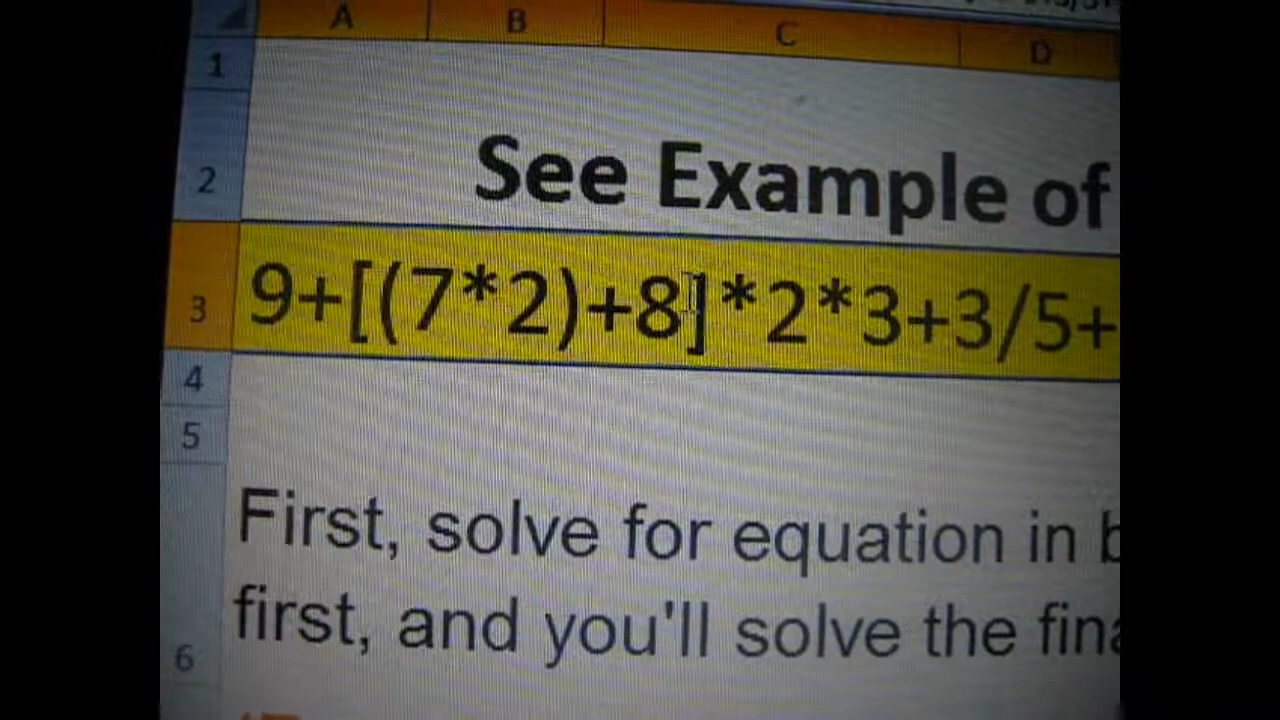 A B C D
1
2 See Example of
3 9+[(7*2)+8]*2*3+3/5+
4
5
First, solve for equation in
first, and you'll solve the
6